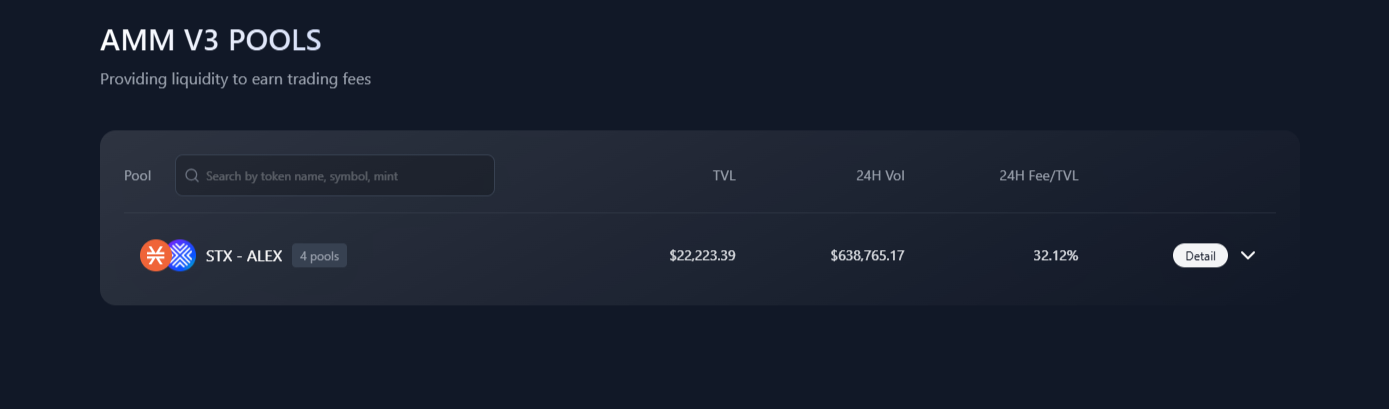 AMM V3 POOLS
Providing liquidity to earn trading fees
Pool Search by token name, symbol, mint TVL 24H Vol 24H Fee/TVL
STX - ALEX 4 pools $22,223.39 $638,765.17 32.12% Detail